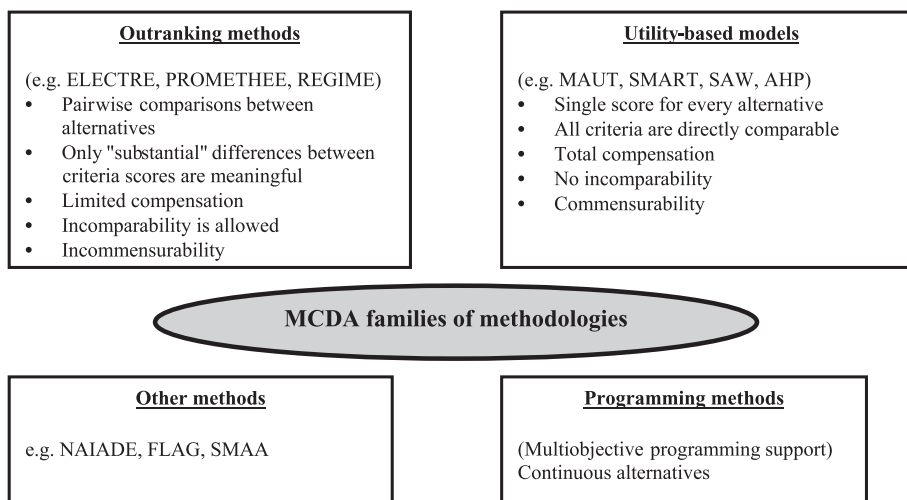 Outranking methods
(e.g. ELECTRE, PROMETHEE, REGIME)
• Pairwise comparisons between
alternatives
• Only "substantial" differences between
criteria scores are meaningful
• Limited compensation
• Incomparability is allowed
• Incommensurability
Utility-based models
(e.g. MAUT, SMART, SAW, AHP)
• Single score for every alternative
• All criteria are directly comparable
• Total compensation
• No incomparability
• Commensurability
MCDA families of methodologies
Other methods
e.g. NAIADE, FLAG, SMAA
Programming methods
(Multiobjective programming support)
Continuous alternatives